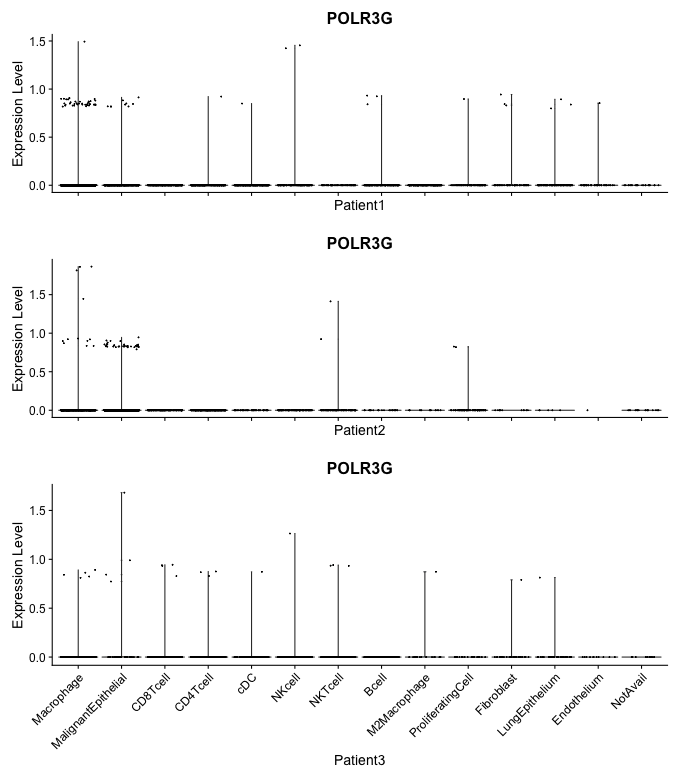 POLR3G
Expression Level
1.5
1.0
0.5
0.0
Patient1
POLR3G
Expression Level
1.5
1.0
0.5
0.0
Patient2
POLR3G
Expression Level
1.5
1.0
0.5
0.0
Macrophage
MalignantEpithelial
CD8Tcell
CD4Tcell
cDC
NKcell
NKTcell
Bcell
M2Macrophage
ProliferatingCell
Fibroblast
LungEpithelium
Endothelium
NotAvail
Patient3